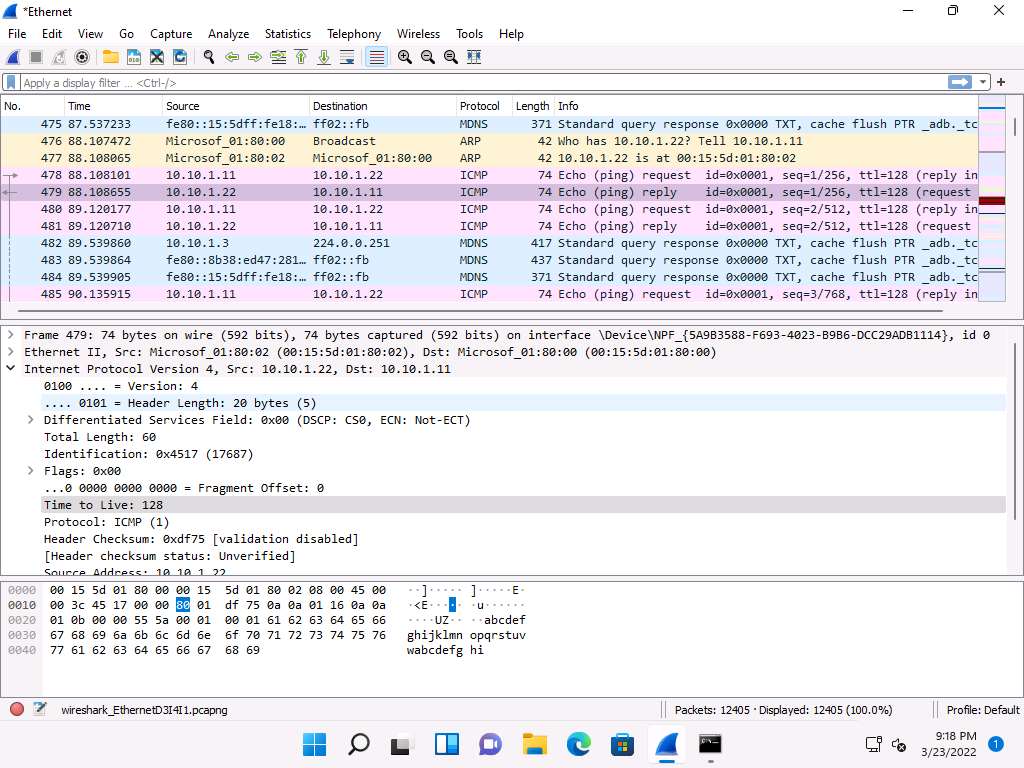 *Ethernet
File Edit View Go Capture Analyze Statistics Telephony Wireless Tools Help
Apply a display filter ... <Ctrl-/>
No. Time Source Destination Protocol Length Info
475 87.537233 fe80::15:5dff:fe18:… ff02::fb MDNS 371 Standard query response 0x0000 TXT, cache flush PTR _adb._tc
476 88.107472 Microsof_01:80:00 Broadcast ARP 42 Who has 10.10.1.22? Tell 10.10.1.11
477 88.108065 Microsof_01:80:02 Microsof_01:80:00 ARP 42 10.10.1.22 is at 00:15:5d:01:80:02
478 88.108101 10.10.1.11 10.10.1.22 ICMP 74 Echo (ping) request id=0x0001, seq=1/256, ttl=128 (reply in
479 88.108655 10.10.1.22 10.10.1.11 ICMP 74 Echo (ping) reply id=0x0001, seq=1/256, ttl=128 (request
480 89.120177 10.10.1.11 10.10.1.22 ICMP 74 Echo (ping) request id=0x0001, seq=2/512, ttl=128 (reply in
481 89.120710 10.10.1.22 10.10.1.11 ICMP 74 Echo (ping) reply id=0x0001, seq=2/512, ttl=128 (request
482 89.539860 10.10.1.3 224.0.0.251 MDNS 417 Standard query response 0x0000 TXT, cache flush PTR _adb._tc
483 89.539864 fe80::8b38:ed47:281… ff02::fb MDNS 437 Standard query response 0x0000 TXT, cache flush PTR _adb._tc
484 89.539905 fe80::15:5dff:fe18:… ff02::fb MDNS 371 Standard query response 0x0000 TXT, cache flush PTR _adb._tc
485 90.135915 10.10.1.11 10.10.1.22 ICMP 74 Echo (ping) request id=0x0001, seq=3/768, ttl=128 (reply in
Frame 479: 74 bytes on wire (592 bits), 74 bytes captured (592 bits) on interface \Device\NPF_{5A9B3588-F693-4023-B9B6-DCC29ADB1114}, id 0
Ethernet II, Src: Microsof_01:80:02 (00:15:5d:01:80:02), Dst: Microsof_01:80:00 (00:15:5d:01:80:00)
Internet Protocol Version 4, Src: 10.10.1.22, Dst: 10.10.1.11
0100 .... = Version: 4
.... 0101 = Header Length: 20 bytes (5)
Differentiated Services Field: 0x00 (DSCP: CS0, ECN: Not-ECT)
Total Length: 60
Identification: 0x4517 (17687)
Flags: 0x00
...0 0000 0000 0000 = Fragment Offset: 0
Time to Live: 128
Protocol: ICMP (1)
Header Checksum: 0xdf75 [validation disabled]
[Header checksum status: Unverified]
Source Address: 10.10.1.22
0000 00 15 5d 01 80 00 00 15 5d 01 80 02 08 00 45 00 ··]····· ]·····E·
0010 00 3c 45 17 00 00 80 01 df 75 0a 0a 01 16 0a 0a ·<E····· ·u······
0020 01 0b 00 00 55 5a 00 01 00 01 61 62 63 64 65 66 ····UZ·· ··abcdef
0030 67 68 69 6a 6b 6c 6d 6e 6f 70 71 72 73 74 75 76 ghijklmn opqrstuv
0040 77 61 62 63 64 65 66 67 68 69 wabcdefg hi
wireshark_EthernetD3I4I1.pcapng Packets: 12405 · Displayed: 12405 (100.0%) Profile: Default
9:18 PM
3/23/2022
1